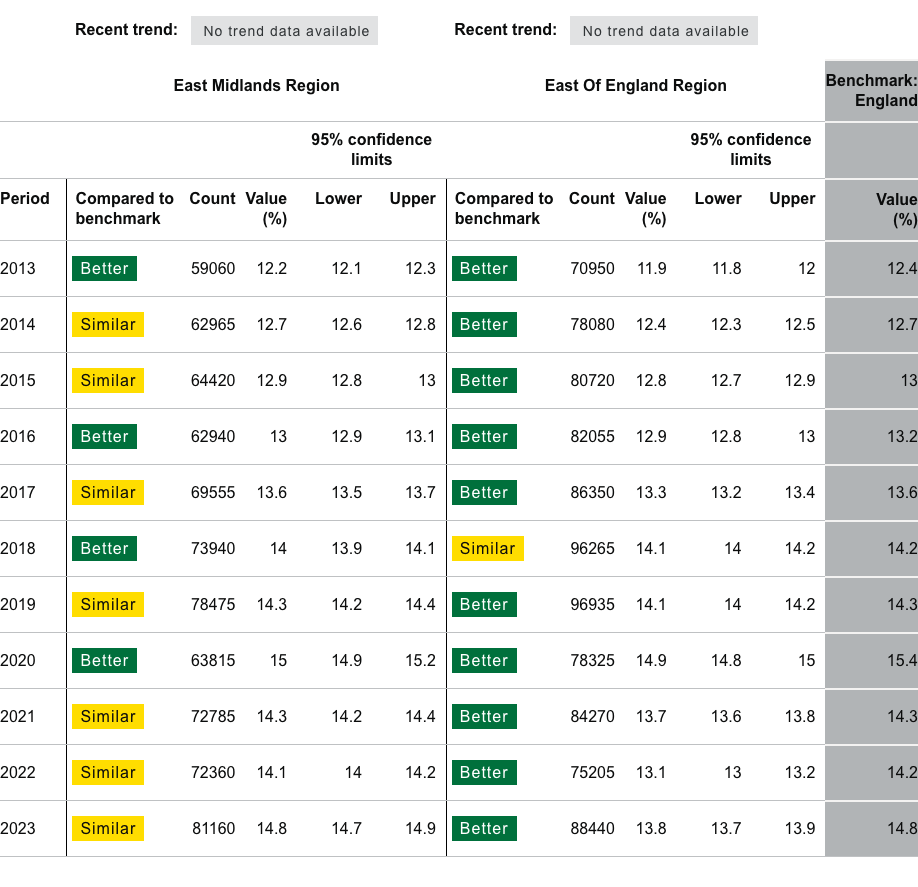 Recent trend: No trend data available Recent trend: No trend data available
East Midlands Region East Of England Region Benchmark:
England
95% confidence 95% confidence
limits limits
Period Compared to Count Value Lower Upper Compared to Count Value Lower Upper Value
benchmark (%) benchmark (%) (%)
2013 Better 59060 12.2 12.1 12.3 Better 70950 11.9 11.8 12 12.4
2014 Similar 62965 12.7 12.6 12.8 Better 78080 12.4 12.3 12.5 12.7
2015 Similar 64420 12.9 12.8 13 Better 80720 12.8 12.7 12.9 13
2016 Better 62940 13 12.9 13.1 Better 82055 12.9 12.8 13 13.2
2017 Similar 69555 13.6 13.5 13.7 Better 86350 13.3 13.2 13.4 13.6
2018 Better 73940 14 13.9 14.1 Similar 96265 14.1 14 14.2 14.2
2019 Similar 78475 14.3 14.2 14.4 Better 96935 14.1 14 14.2 14.3
2020 Better 63815 15 14.9 15.2 Better 78325 14.9 14.8 15 15.4
2021 Similar 72785 14.3 14.2 14.4 Better 84270 13.7 13.6 13.8 14.3
2022 Similar 72360 14.1 14 14.2 Better 75205 13.1 13 13.2 14.2
2023 Similar 81160 14.8 14.7 14.9 Better 88440 13.8 13.7 13.9 14.8